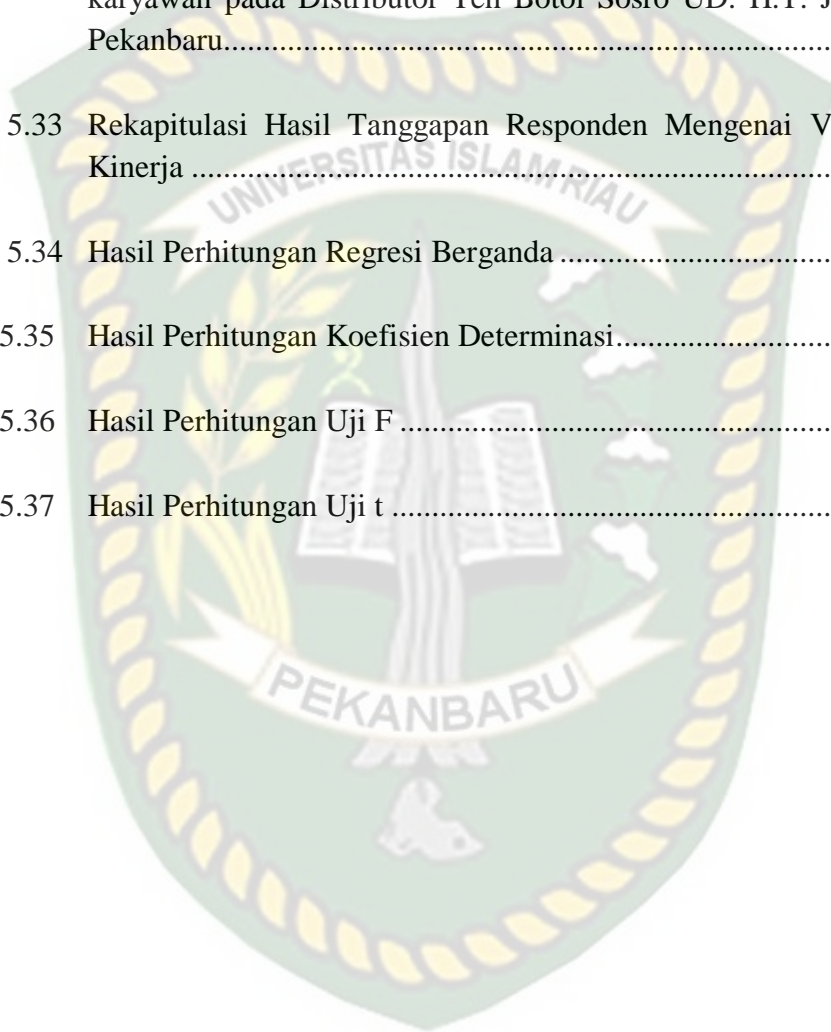 karyawan pada Distributor Teh Botol Sosro UD. H.T. J
Pekanbaru..............................................................................
5.33 Rekapitulasi Hasil Tanggapan Responden Mengenai V
Kinerja ..................................................................................
5.34 Hasil Perhitungan Regresi Berganda ..................................
5.35 Hasil Perhitungan Koefisien Determinasi...........................
5.36 Hasil Perhitungan Uji F ......................................................
5.37 Hasil Perhitungan Uji t .......................................................
UNIVERSITAS ISLAM RIAU
PEKANBARU